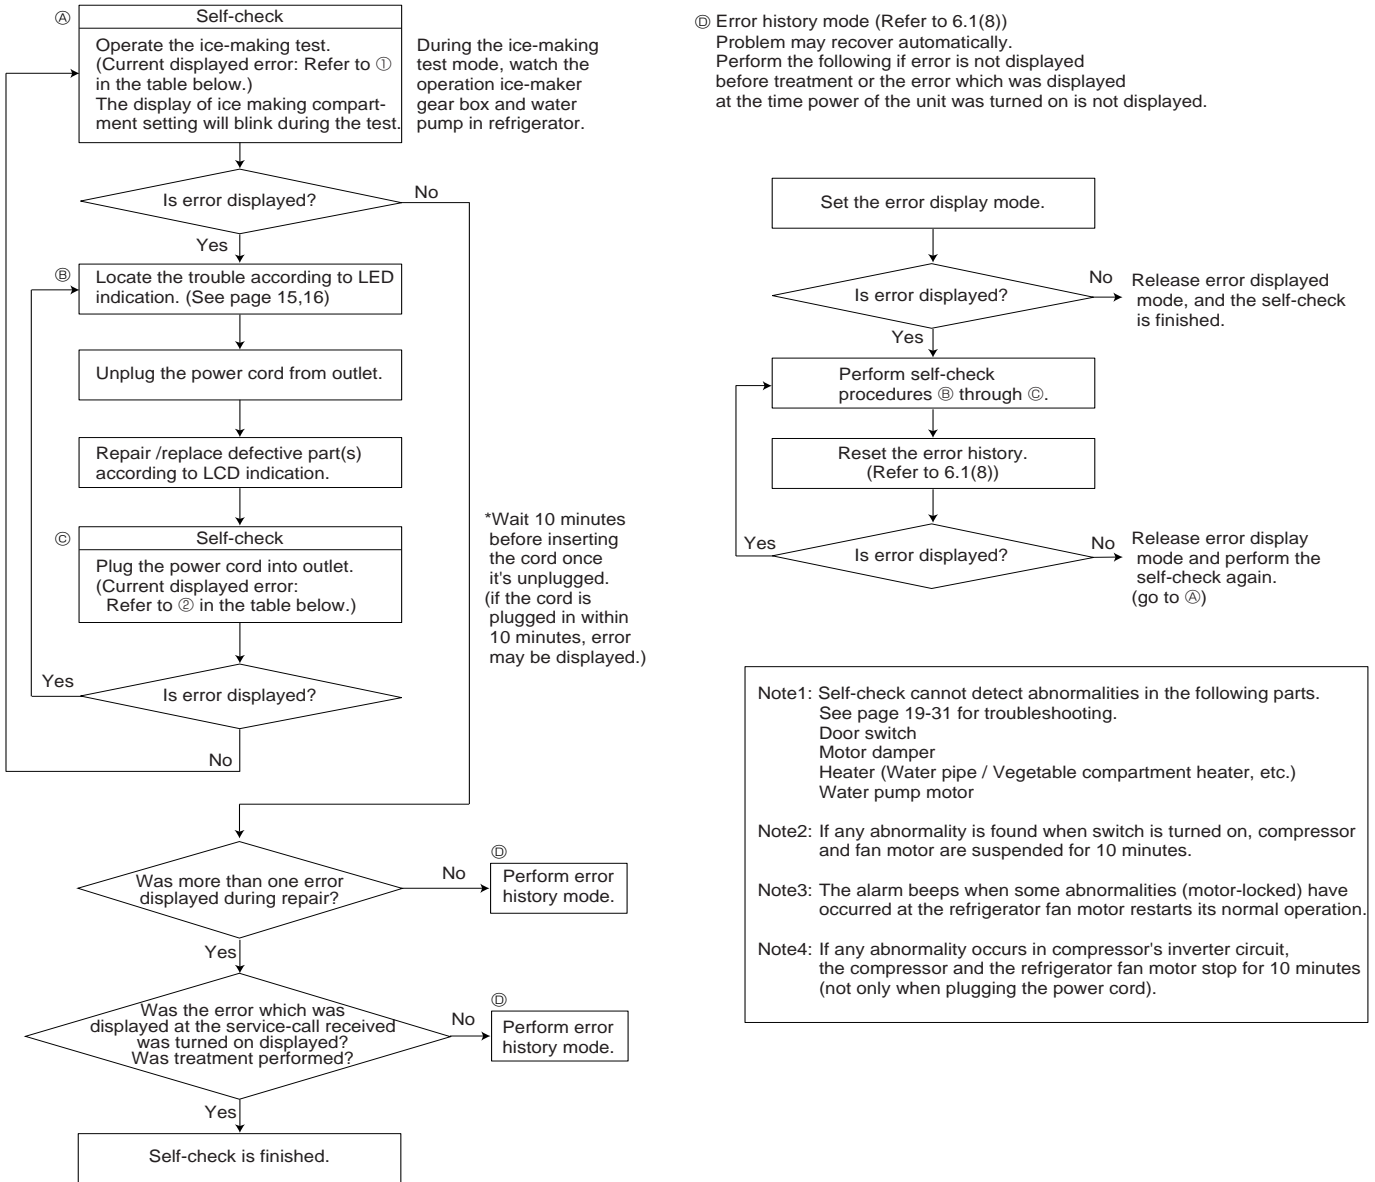 Ⓐ Self-check
Operate the ice-making test.
(Current displayed error: Refer to ①
in the table below.)
The display of ice making compart-
ment setting will blink during the test.
During the ice-making
test mode, watch the
operation ice-maker
gear box and water
pump in refrigerator.
Is error displayed?
No
Yes
Ⓑ Locate the trouble according to LED
indication. (See page 15,16)
Unplug the power cord from outlet.
Repair /replace defective part(s)
according to LCD indication.
Ⓒ Self-check
Plug the power cord into outlet.
(Current displayed error:
Refer to ② in the table below.)
*Wait 10 minutes
before inserting
the cord once
it's unplugged.
(if the cord is
plugged in within
10 minutes, error
may be displayed.)
Yes
Is error displayed?
No
Was more than one error
displayed during repair?
No
Ⓓ
Perform error
history mode.
Yes
Was the error which was
displayed at the service-call received
was turned on displayed?
Was treatment performed?
No
Ⓓ
Perform error
history mode.
Yes
Self-check is finished.
Ⓓ Error history mode (Refer to 6.1(8))
Problem may recover automatically.
Perform the following if error is not displayed
before treatment or the error which was displayed
at the time power of the unit was turned on is not displayed.
Set the error display mode.
Is error displayed?
No
Release error displayed
mode, and the self-check
is finished.
Yes
Perform self-check
procedures Ⓑ through Ⓒ.
Reset the error history.
(Refer to 6.1(8))
Yes
Is error displayed?
No
Release error display
mode and perform the
self-check again.
(go to Ⓐ)
Note1: Self-check cannot detect abnormalities in the following parts.
See page 19-31 for troubleshooting.
Door switch
Motor damper
Heater (Water pipe / Vegetable compartment heater, etc.)
Water pump motor
Note2: If any abnormality is found when switch is turned on, compressor
and fan motor are suspended for 10 minutes.
Note3: The alarm beeps when some abnormalities (motor-locked) have
occurred at the refrigerator fan motor restarts its normal operation.
Note4: If any abnormality occurs in compressor's inverter circuit,
the compressor and the refrigerator fan motor stop for 10 minutes
(not only when plugging the power cord).